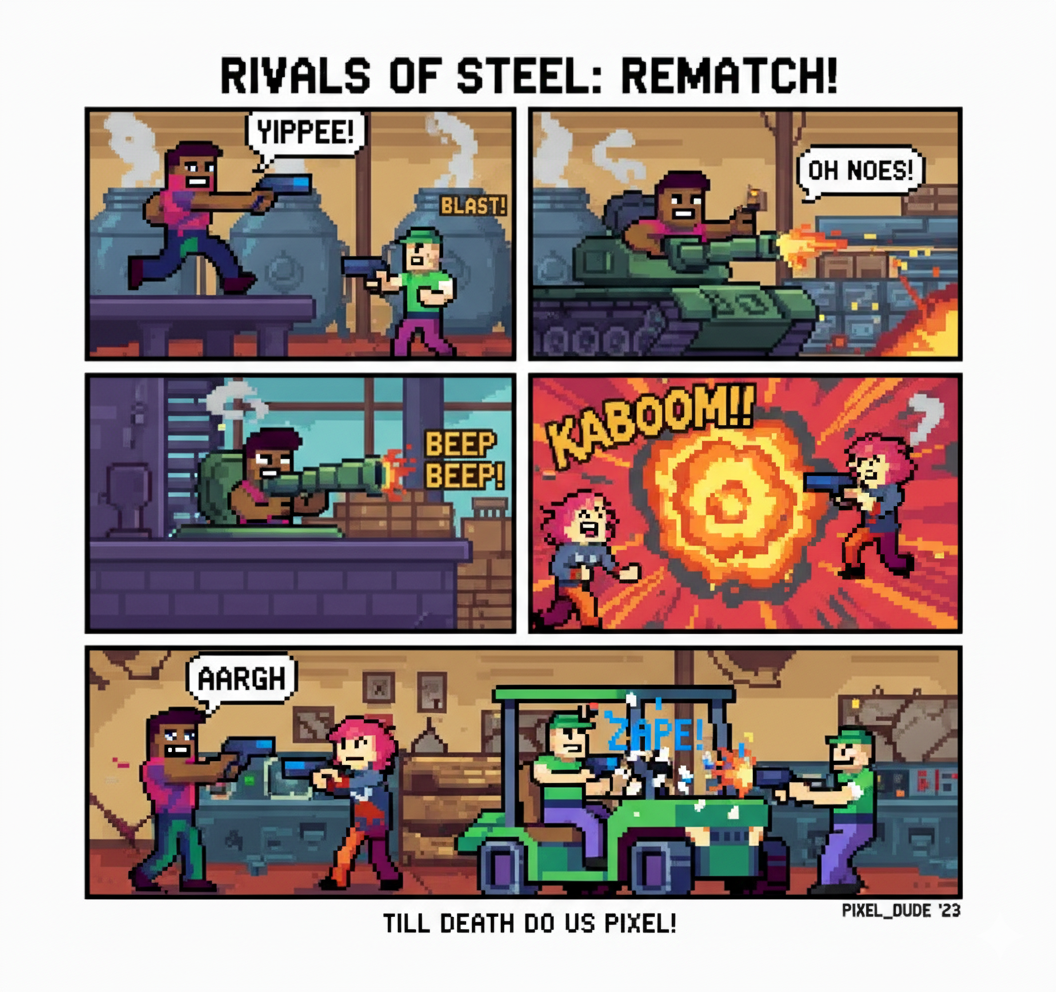 RIVALS OF STEEL: REMATCH!
YIPPEE!
BLAST!
OH NOES!
BEEP
BEEP!
KABOOM!!
AARGH
ZAPE!
PIXEL_DUDE '23
TILL DEATH DO US PIXEL!